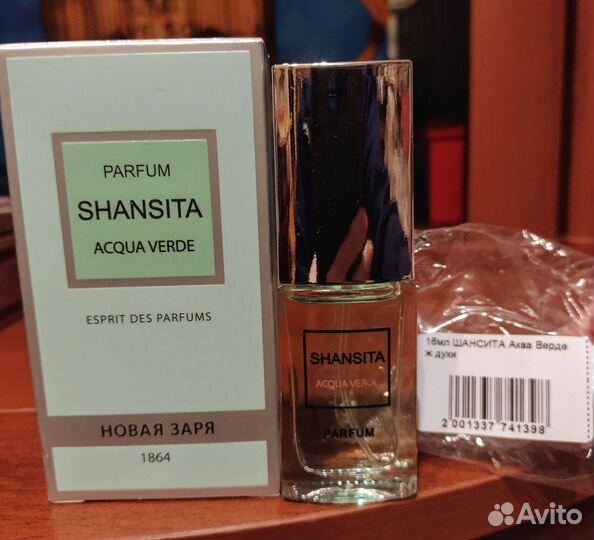 PARFUM
SHANSITA
ACQUA VERDE
ESPRIT DES PARFUMS
НОВАЯ ЗАРЯ
1864
SHANSITA
ACQUA VERDE
PARFUM
16мл ШАНСИТА Аква Верде
ж духи
2 001337 741398
Avito